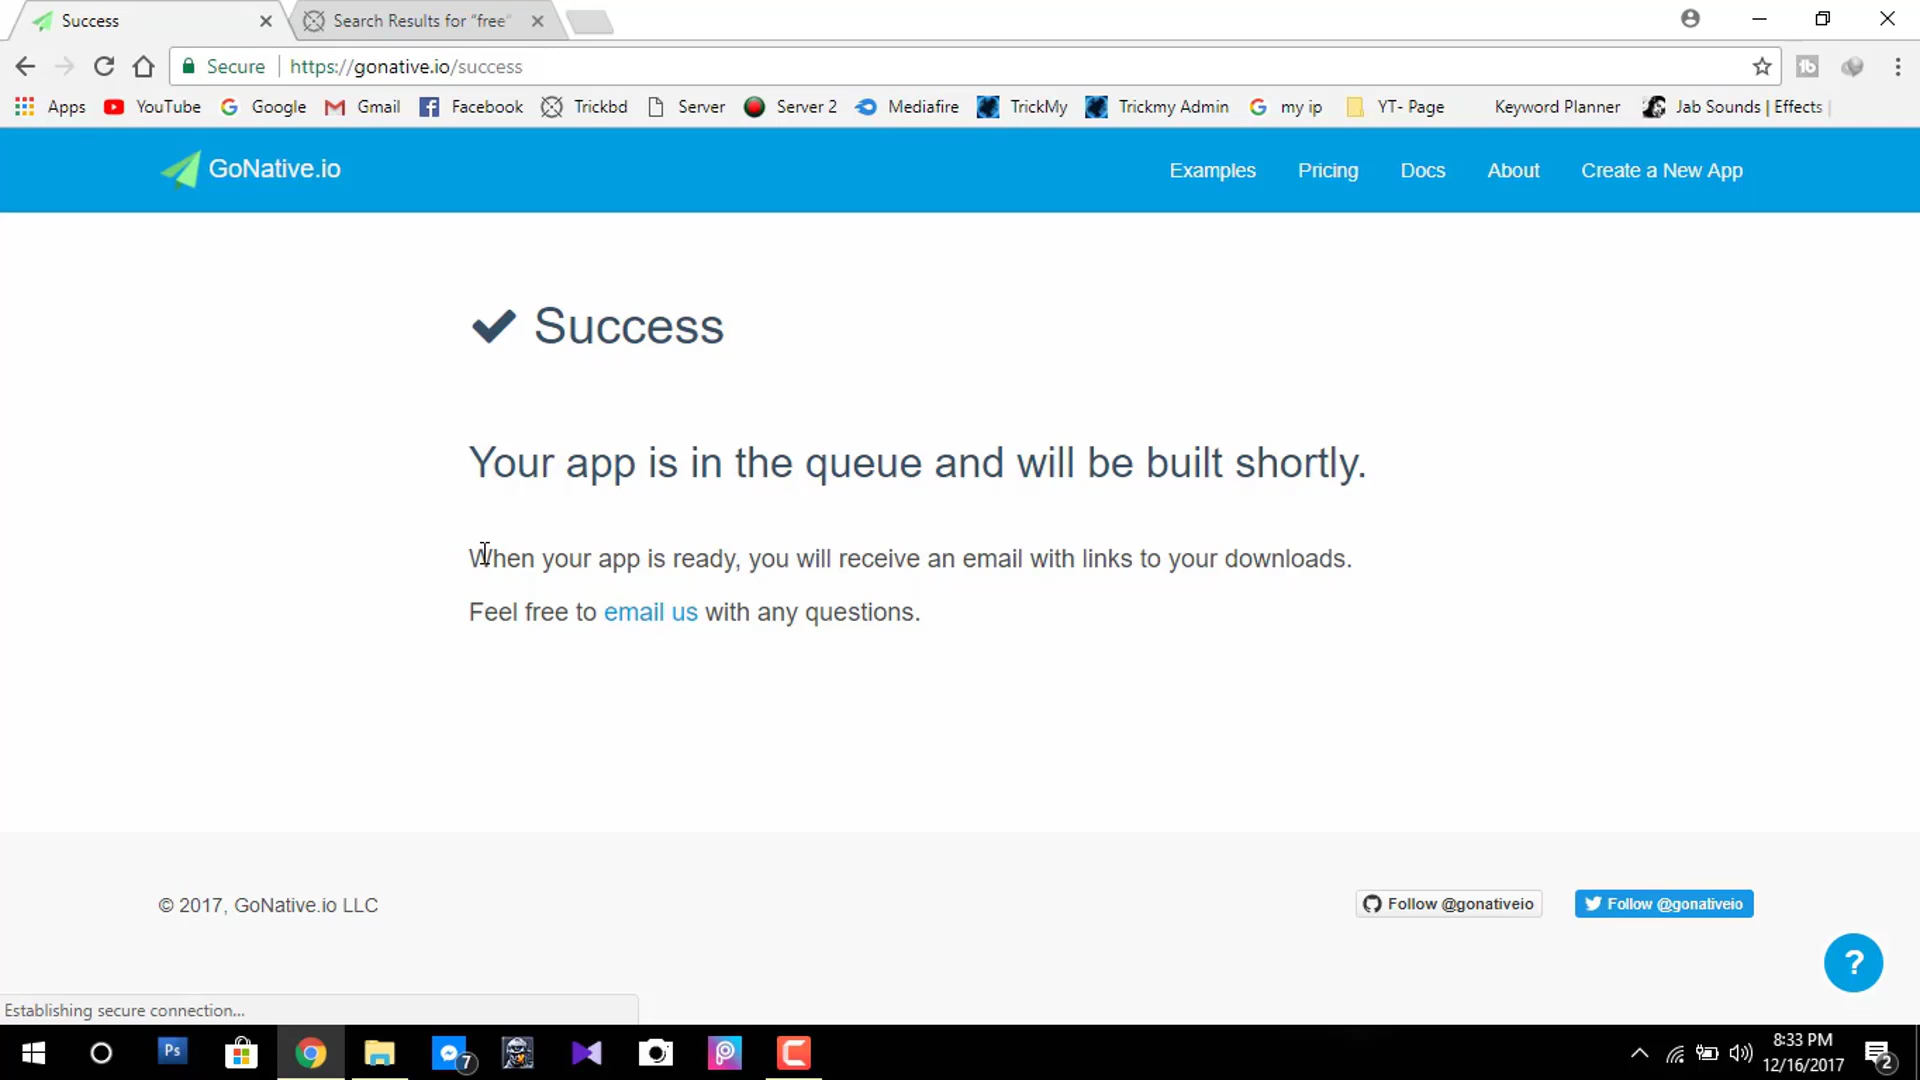 Success
Search Results for "free"
Secure
https://gonative.io/success
Apps
YouTube
Google
Gmail
Facebook
Trickbd
Server
Server 2
Mediafire
TrickMy
Trickmy Admin
my ip
YT- Page
Keyword Planner
Jab Sounds | Effects
GoNative.io
Examples
Pricing
Docs
About
Create a New App
Success
Your app is in the queue and will be built shortly.
When your app is ready, you will receive an email with links to your downloads.
Feel free to email us with any questions.
© 2017, GoNative.io LLC
Follow @gonativeio
Follow @gonativeio
?
Establishing secure connection...
Ps
7
8:33 PM
12/16/2017
2